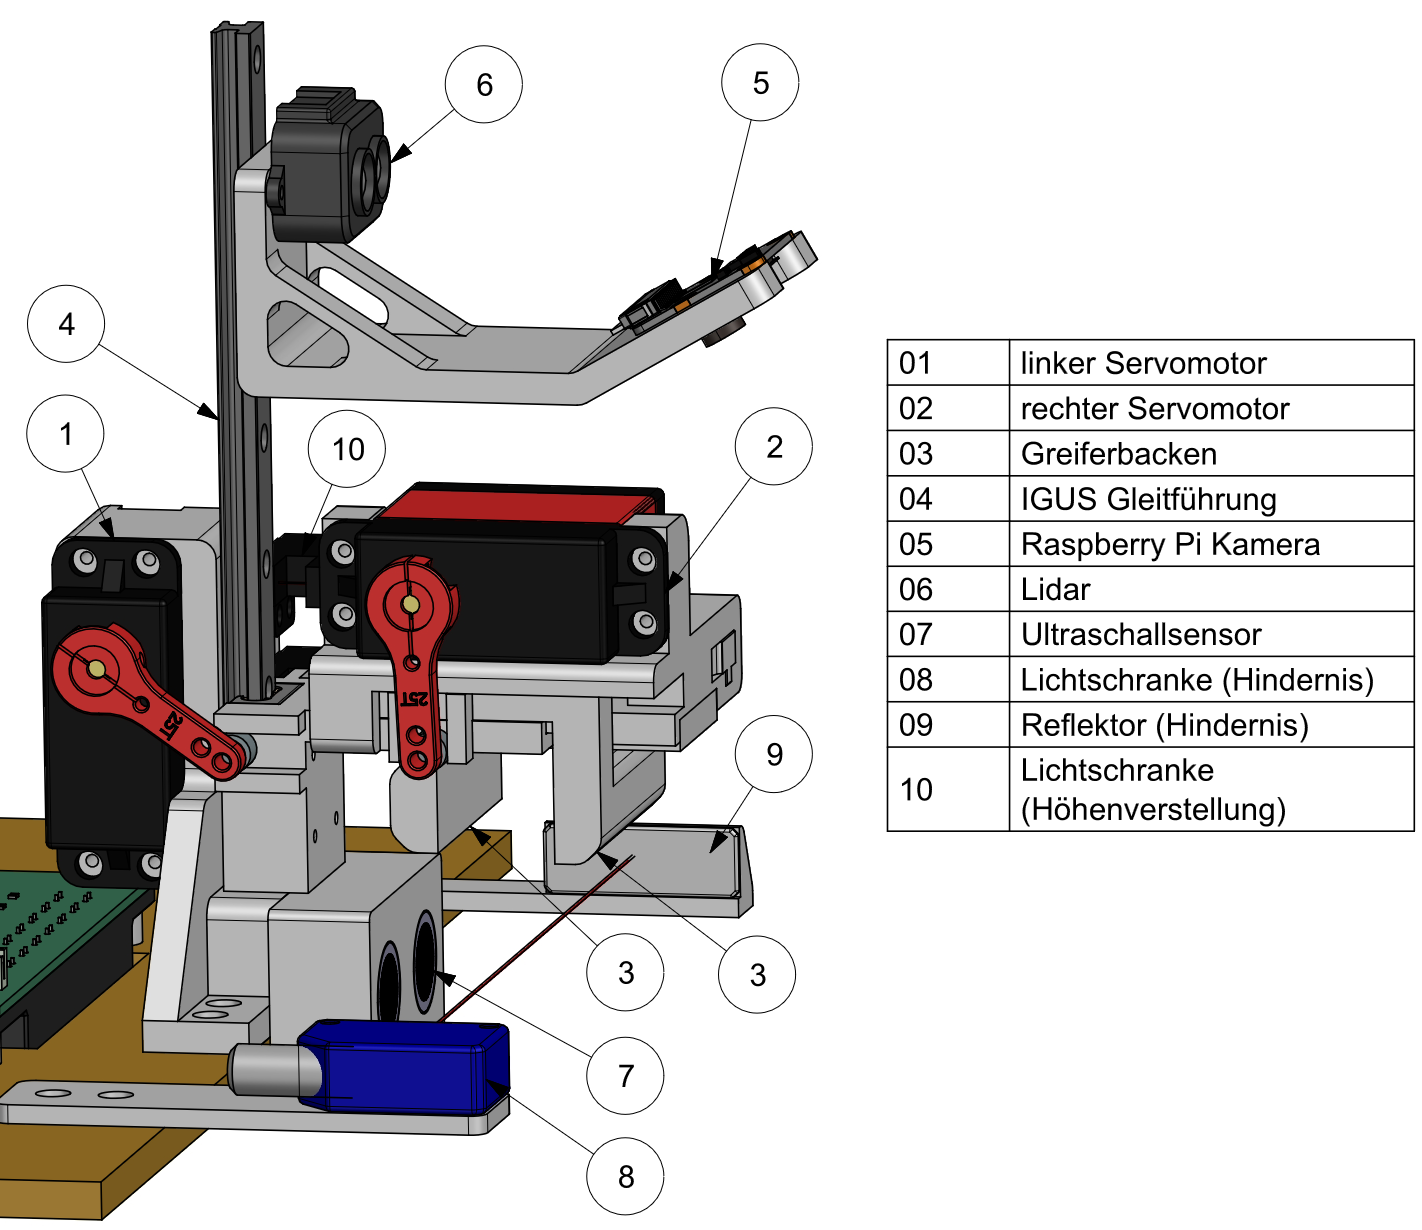 6
5
4
1
10
2
25T
25T
9
3
3
7
8
01 linker Servomotor
02 rechter Servomotor
03 Greiferbacken
04 IGUS Gleitführung
05 Raspberry Pi Kamera
06 Lidar
07 Ultraschallsensor
08 Lichtschranke (Hindernis)
09 Reflektor (Hindernis)
10 Lichtschranke
(Höhenverstellung)